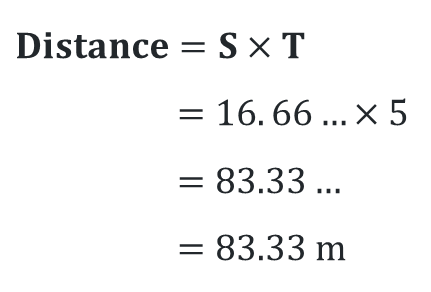 Distance = S × T
= 16.66 ... × 5
= 83.33 ...
= 83.33 m